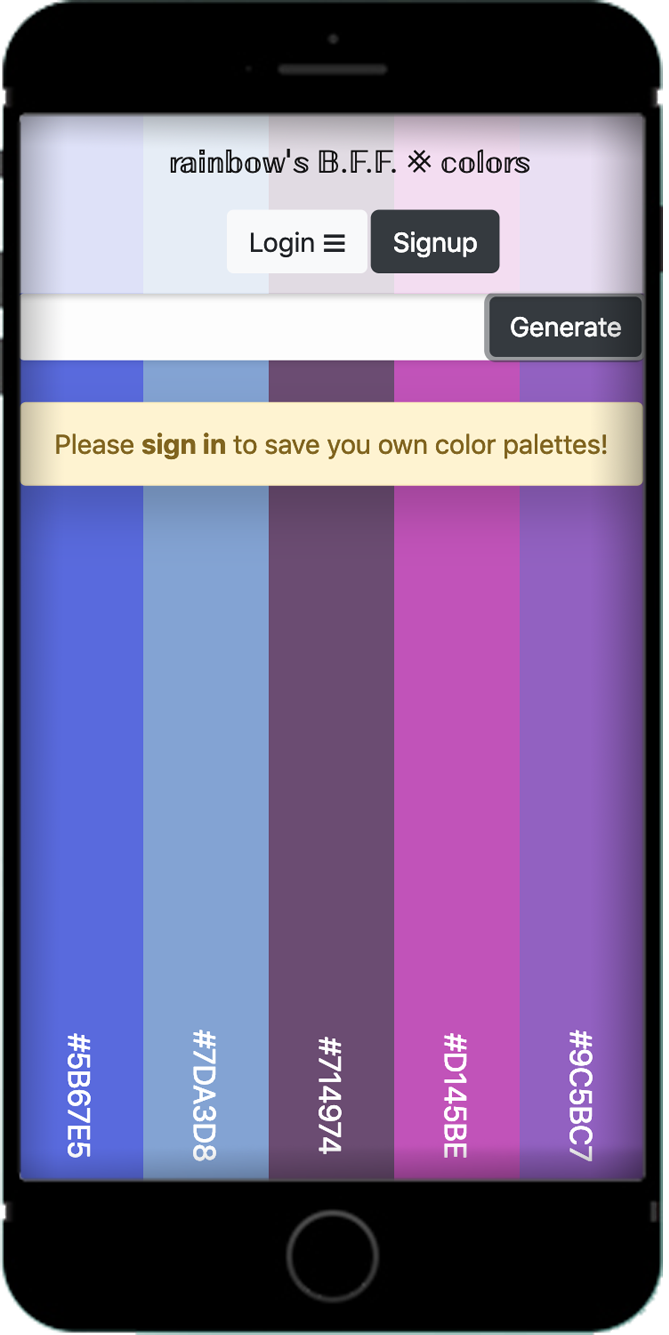 rainbow's B.F.F. ※ colors
Login ☰ Signup
Generate
Please sign in to save you own color palettes!
#5B67E5
#7DA3D8
#714974
#D145BE
#9C5BC7